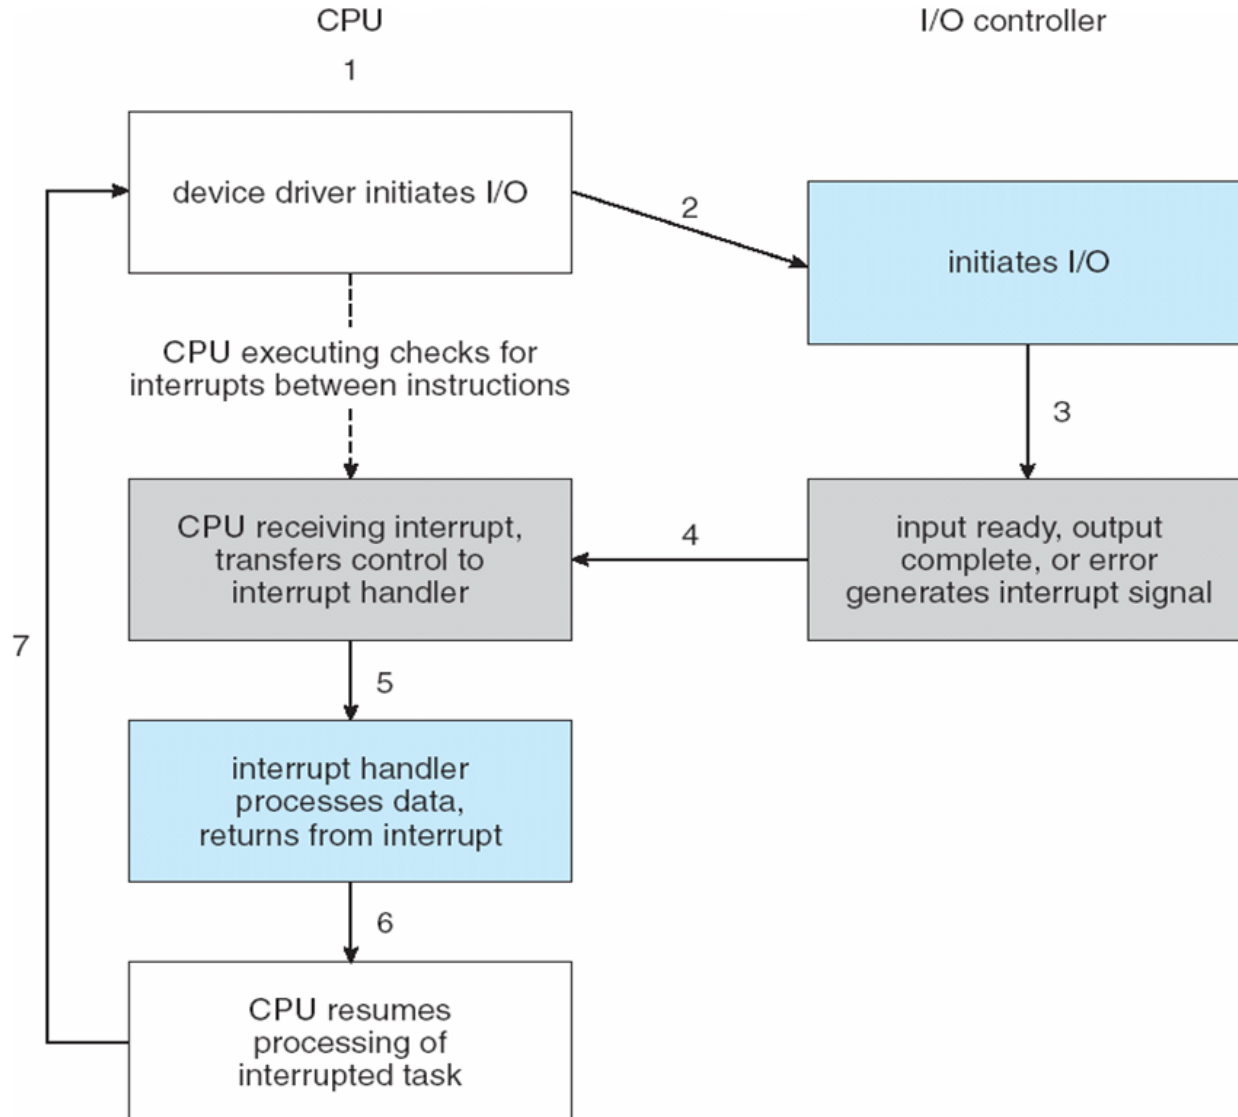 CPU
I/O controller
1
device driver initiates I/O
2
initiates I/O
CPU executing checks for
interrupts between instructions
3
CPU receiving interrupt,
transfers control to
interrupt handler
4
input ready, output
complete, or error
generates interrupt signal
7
5
interrupt handler
processes data,
returns from interrupt
6
CPU resumes
processing of
interrupted task